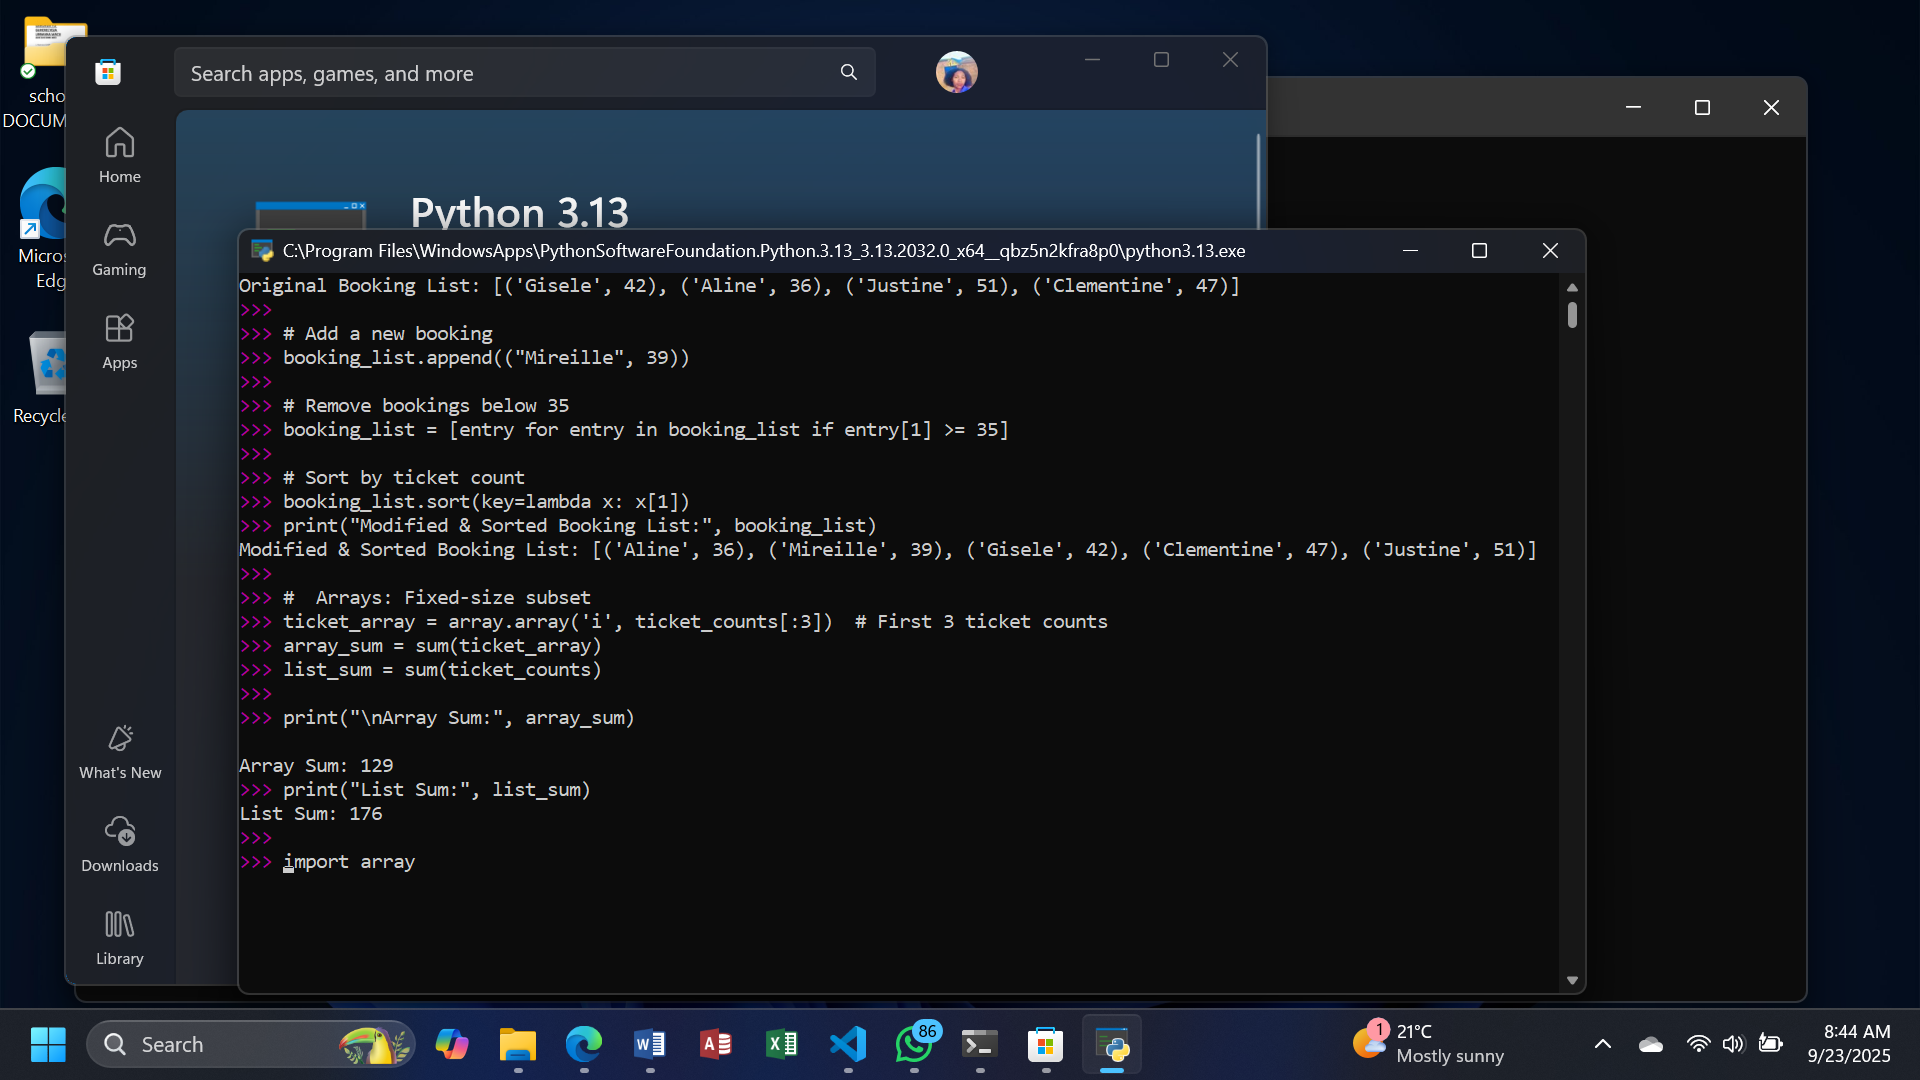 scho
DOCUM
Micros
Edg
Recycle
Search apps, games, and more
Home
Gaming
Apps
What's New
Downloads
Library
Python 3.13
C:\Program Files\WindowsApps\PythonSoftwareFoundation.Python.3.13_3.13.2032.0_x64__qbz5n2kfra8p0\python3.13.exe
Original Booking List: [('Gisele', 42), ('Aline', 36), ('Justine', 51), ('Clementine', 47)]
>>>
>>> # Add a new booking
>>> booking_list.append(("Mireille", 39))
>>>
>>> # Remove bookings below 35
>>> booking_list = [entry for entry in booking_list if entry[1] >= 35]
>>>
>>> # Sort by ticket count
>>> booking_list.sort(key=lambda x: x[1])
>>> print("Modified & Sorted Booking List:", booking_list)
Modified & Sorted Booking List: [('Aline', 36), ('Mireille', 39), ('Gisele', 42), ('Clementine', 47), ('Justine', 51)]
>>>
>>> #  Arrays: Fixed-size subset
>>> ticket_array = array.array('i', ticket_counts[:3])  # First 3 ticket counts
>>> array_sum = sum(ticket_array)
>>> list_sum = sum(ticket_counts)
>>>
>>> print("\nArray Sum:", array_sum)
Array Sum: 129
>>> print("List Sum:", list_sum)
List Sum: 176
>>>
>>> import array
Search
86
1
21°C
Mostly sunny
8:44 AM
9/23/2025